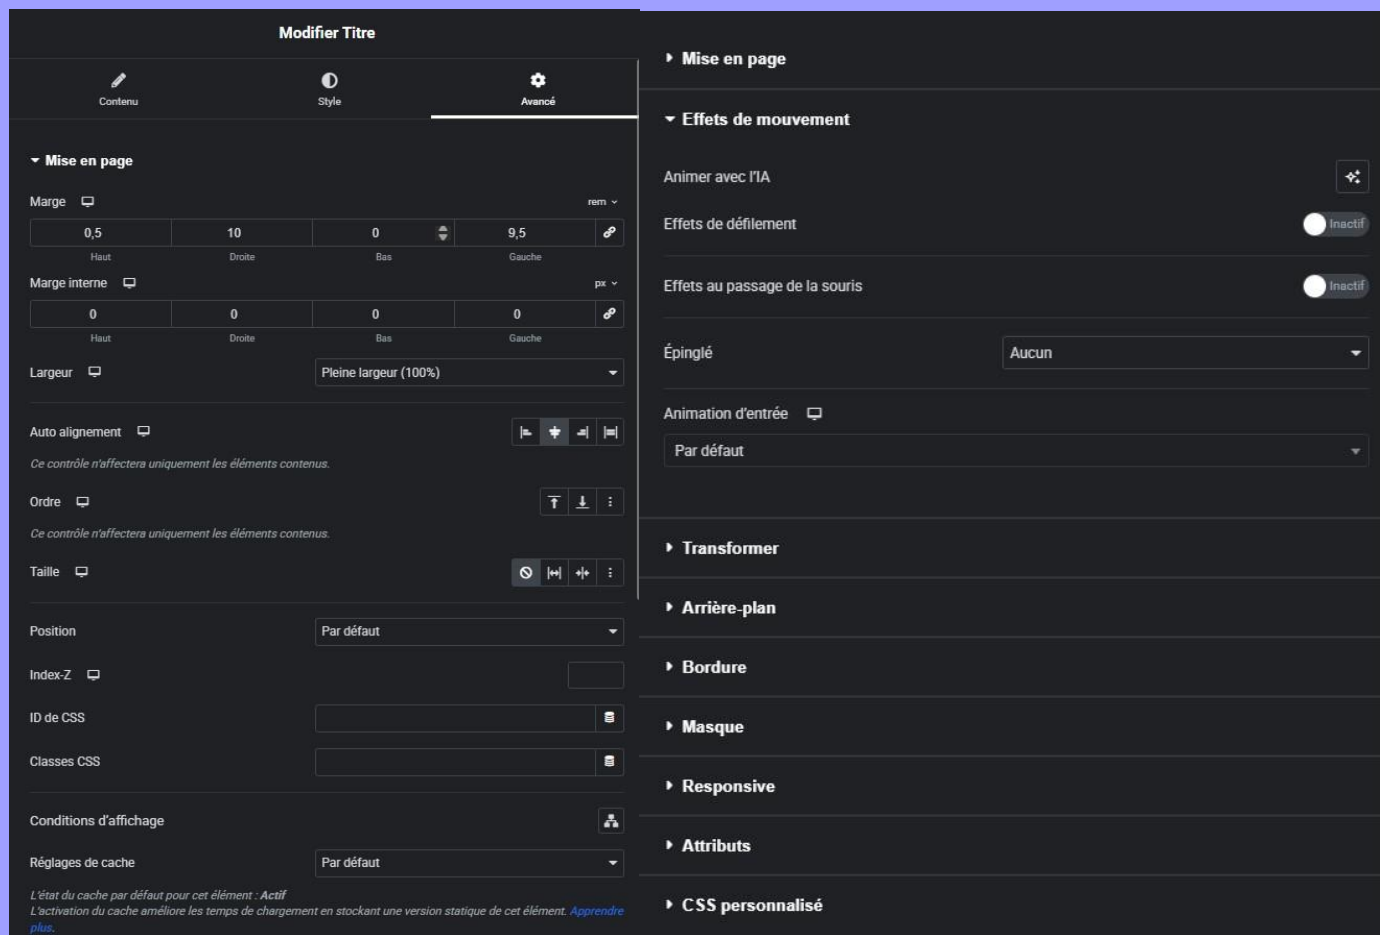 Modifier Titre
Contenu
Style
Avancé
Mise en page
Marge
rem
0,5
10
0
9,5
Haut
Droite
Bas
Gauche
Marge interne
px
0
0
0
0
Haut
Droite
Bas
Gauche
Largeur
Pleine largeur (100%)
Auto alignement
Ce contrôle n'affectera uniquement les éléments contenus.
Ordre
Ce contrôle n'affectera uniquement les éléments contenus.
Taille
Position
Par défaut
Index-Z
ID de CSS
Classes CSS
Conditions d'affichage
Réglages de cache
Par défaut
L'état du cache par défaut pour cet élément : Actif
L'activation du cache améliore les temps de chargement en stockant une version statique de cet élément. Apprendre
plus.
Mise en page
Effets de mouvement
Animer avec l'IA
Effets de défilement
Inactif
Effets au passage de la souris
Inactif
Épinglé
Aucun
Animation d'entrée
Par défaut
Transformer
Arrière-plan
Bordure
Masque
Responsive
Attributs
CSS personnalisé